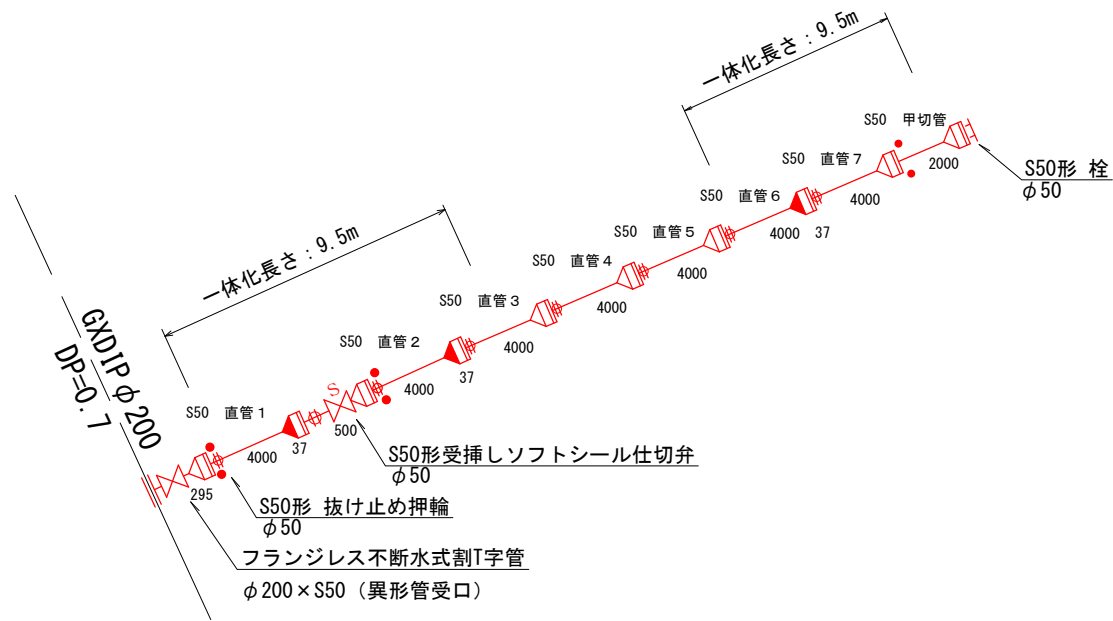 一体化長さ：9.5m
S50 甲切管
2000
S50形 栓
φ50
S50 直管7
4000
S50 直管6
4000
37
S50 直管5
4000
S50 直管4
4000
一体化長さ：9.5m
S50 直管3
4000
S50 直管2
4000
37
GXDIPφ200
DP=0.7
S50 直管1
4000
37
S
500
S50形受挿しソフトシール仕切弁
φ50
295
S50形 抜け止め押輪
φ50
フランジレス不断水式割T字管
φ200×S50（異形管受口）